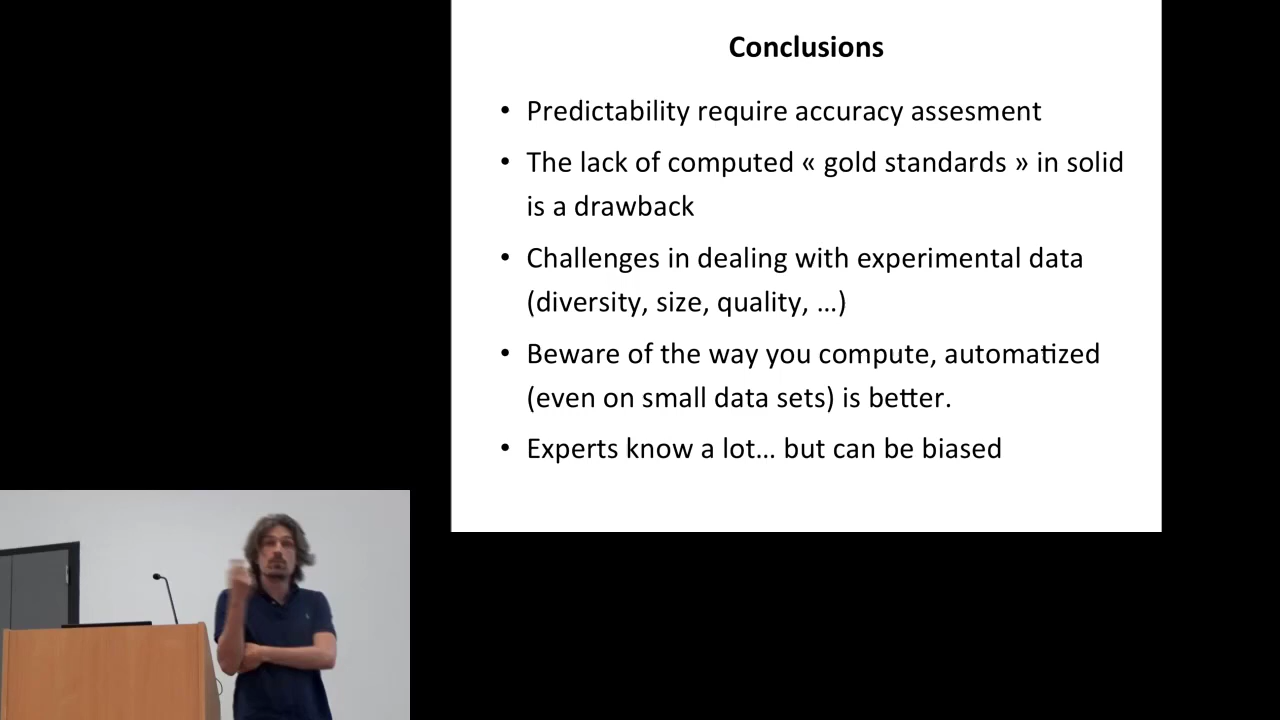 Conclusions
• Predictability require accuracy assesment
• The lack of computed « gold standards » in solid
is a drawback
• Challenges in dealing with experimental data
(diversity, size, quality, ...)
• Beware of the way you compute, automatized
(even on small data sets) is better.
• Experts know a lot... but can be biased